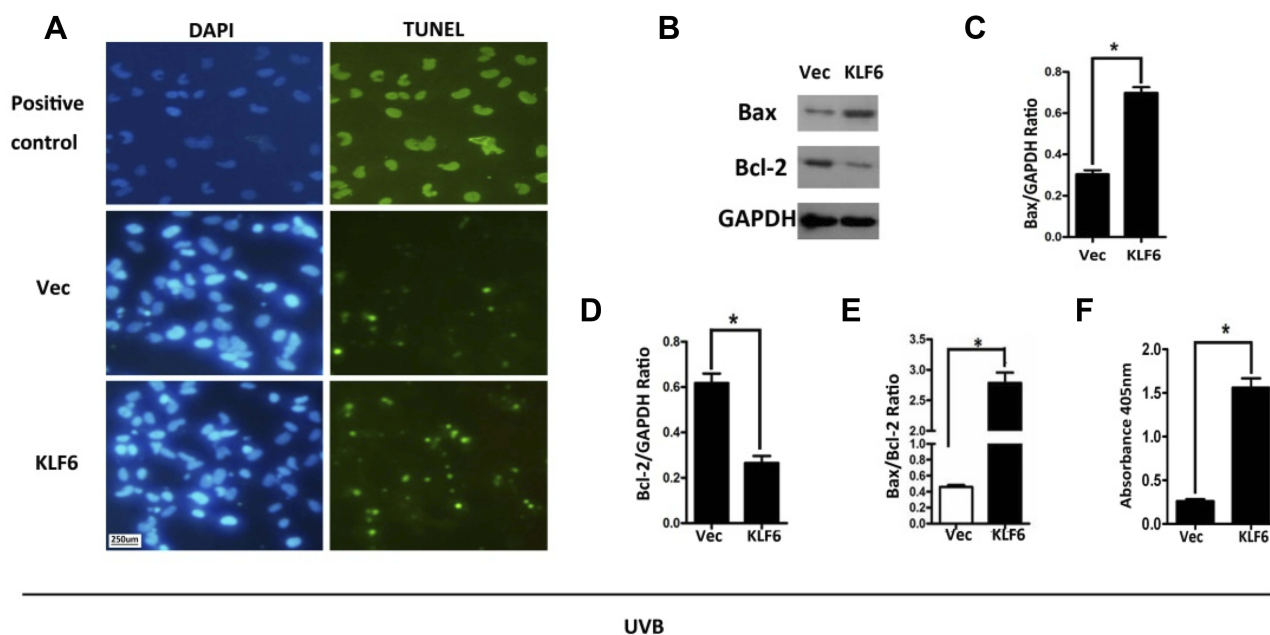 A
DAPI
TUNEL
Positive
control
Vec
KLF6
250um
B
Vec KLF6
Bax
Bcl-2
GAPDH
C
*
Bax/GAPDH Ratio
0.8
0.6
0.4
0.2
0.0
Vec
KLF6
D
*
Bcl-2/GAPDH Ratio
0.8
0.6
0.4
0.2
0.0
Vec
KLF6
E
*
Bax/Bcl-2 Ratio
3.5
3.0
2.5
2.0
1.0
0.8
0.6
0.4
0.2
0.0
Vec
KLF6
F
*
Absorbance 405nm
2.0
1.5
1.0
0.5
0.0
Vec
KLF6
UVB